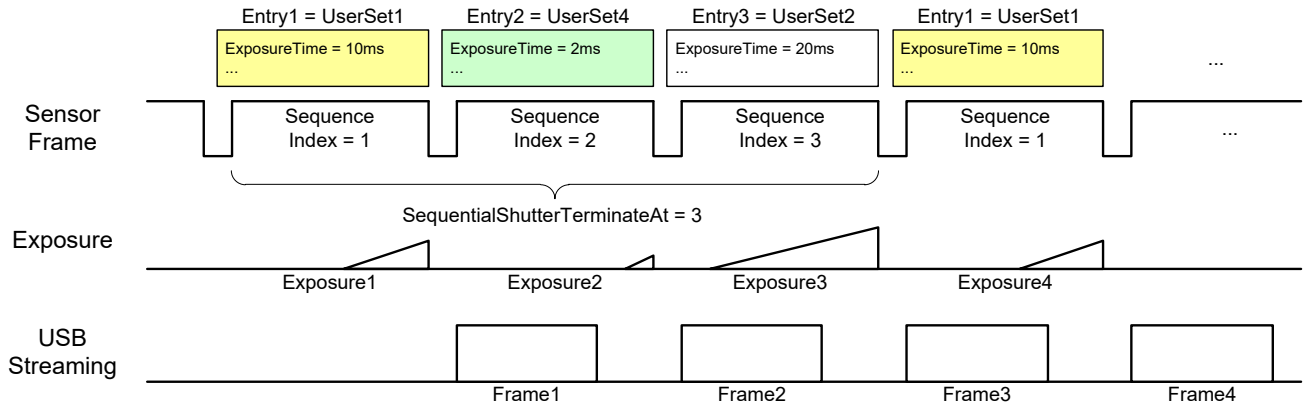 Entry1 = UserSet1
Entry2 = UserSet4
Entry3 = UserSet2
Entry1 = UserSet1
ExposureTime = 10ms
...
ExposureTime = 2ms
...
ExposureTime = 20ms
...
ExposureTime = 10ms
...
...
Sensor
Frame
Sequence
Index = 1
Sequence
Index = 2
Sequence
Index = 3
Sequence
Index = 1
...
SequentialShutterTerminateAt = 3
Exposure
Exposure1
Exposure2
Exposure3
Exposure4
USB
Streaming
Frame1
Frame2
Frame3
Frame4